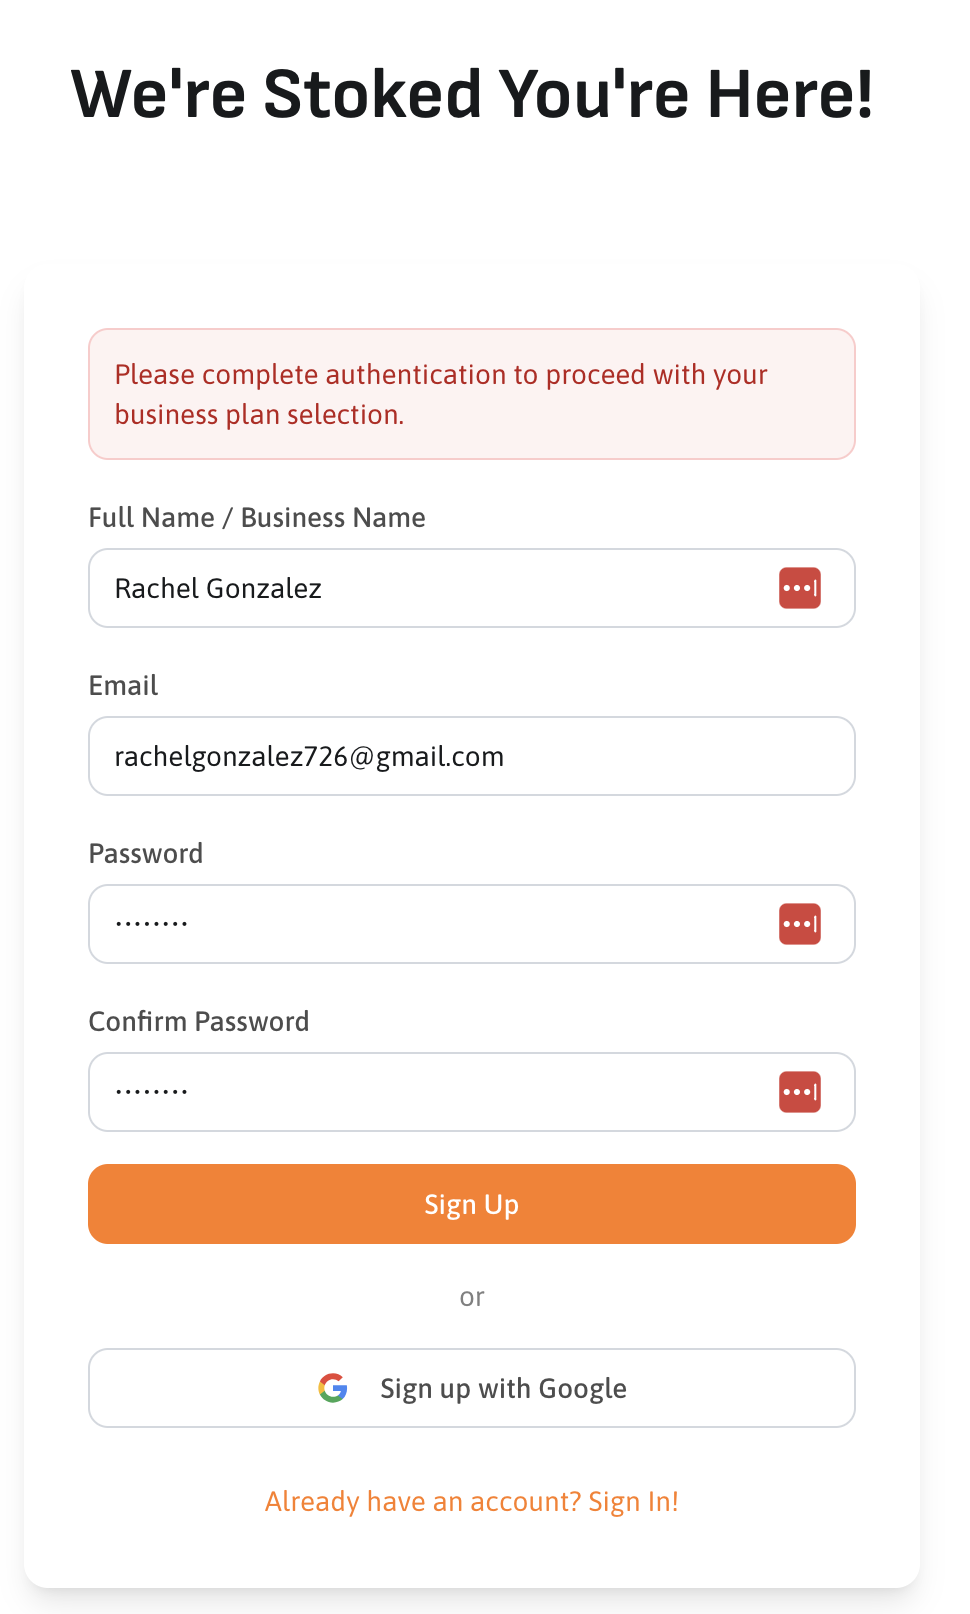 We're Stoked You're Here!
Please complete authentication to proceed with your
business plan selection.
Full Name / Business Name
Rachel Gonzalez
Email
rachelgonzalez726@gmail.com
Password
........
Confirm Password
........
Sign Up
or
Sign up with Google
Already have an account? Sign In!